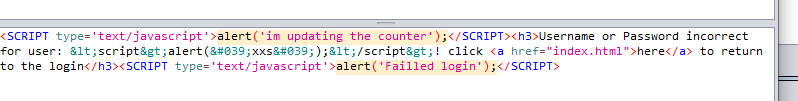 <SCRIPT type='text/javascript'>alert('im updating the counter');</SCRIPT><h3>Username or Password incorrect
for user: &lt;script&gt;alert(&#039;xxs&#039;);&lt;/script&gt;! click <a href="index.html">here</a> to return
to the login</h3><SCRIPT type='text/javascript'>alert('Failled login');</SCRIPT>